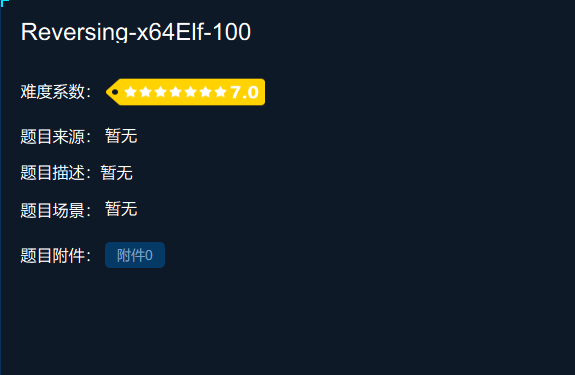 Reversing-x64Elf-100
难度系数： 7.0
题目来源： 暂无
题目描述：暂无
题目场景： 暂无
题目附件： 附件0